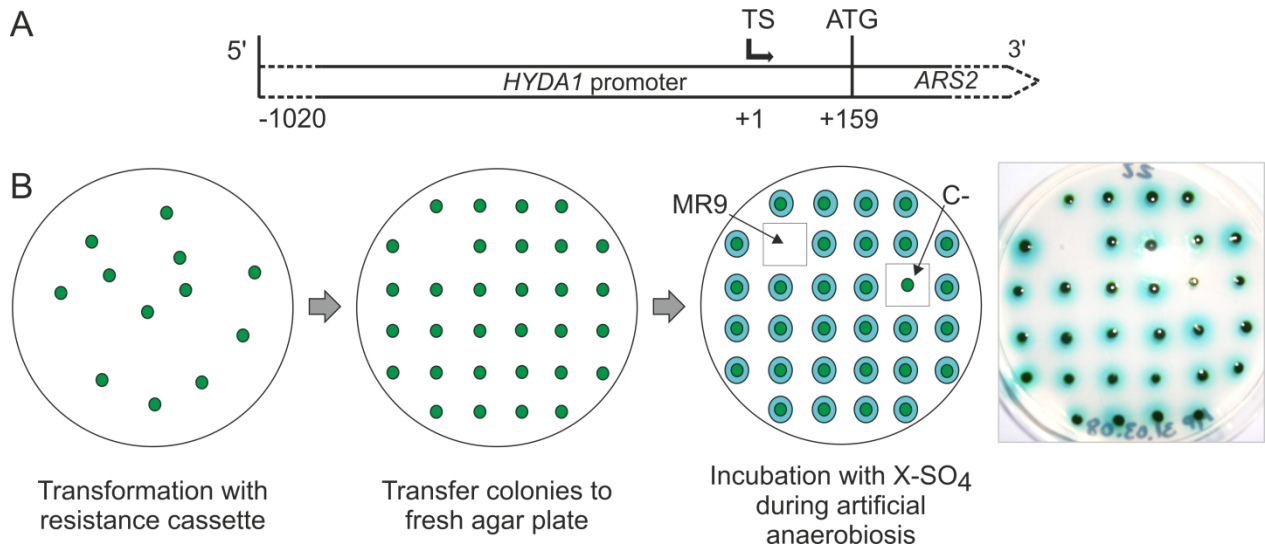 A
5'
TS
ATG
3'
HYDA1 promoter
ARS2
-1020
+1
+159
B
MR9
C-
Transformation with
resistance cassette
Transfer colonies to
fresh agar plate
Incubation with X-SO4
during artificial
anaerobiosis